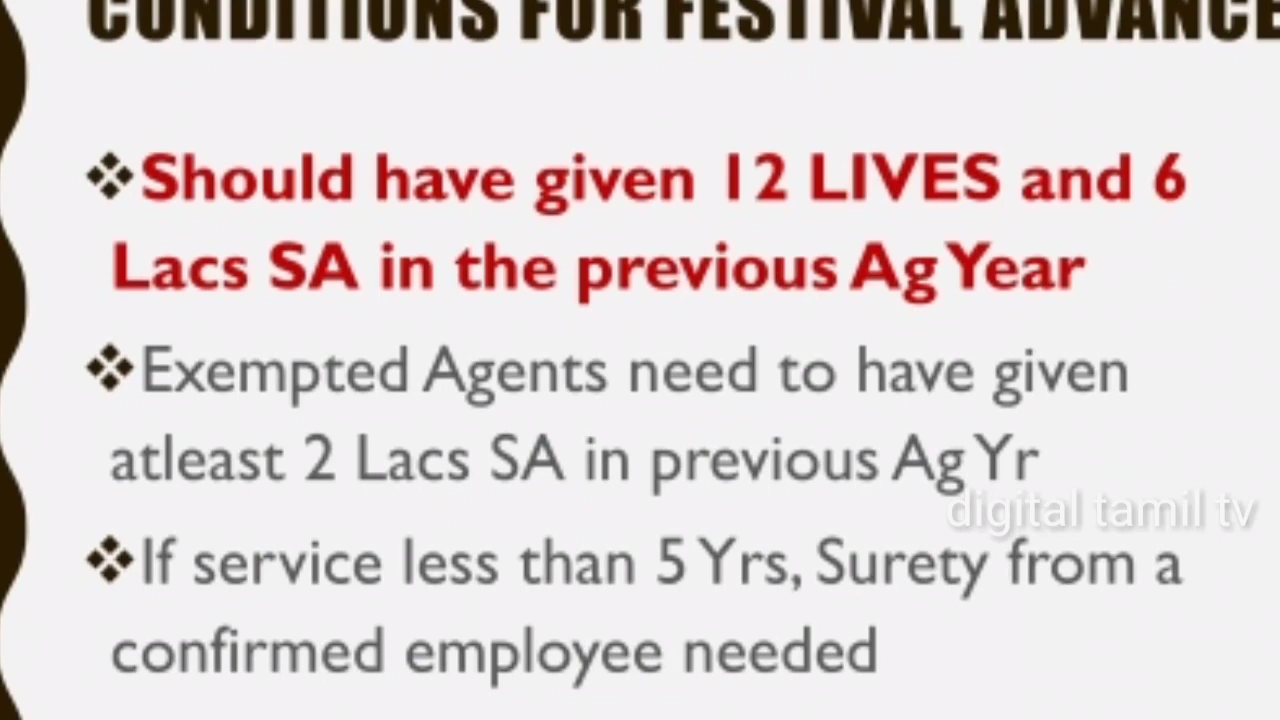 CONDITIONS FOR FESTIVAL ADVANCE
❖Should have given 12 LIVES and 6
Lacs SA in the previous Ag Year
❖Exempted Agents need to have given
atleast 2 Lacs SA in previous Ag Yr
digital tamil tv
❖If service less than 5 Yrs, Surety from a
confirmed employee needed